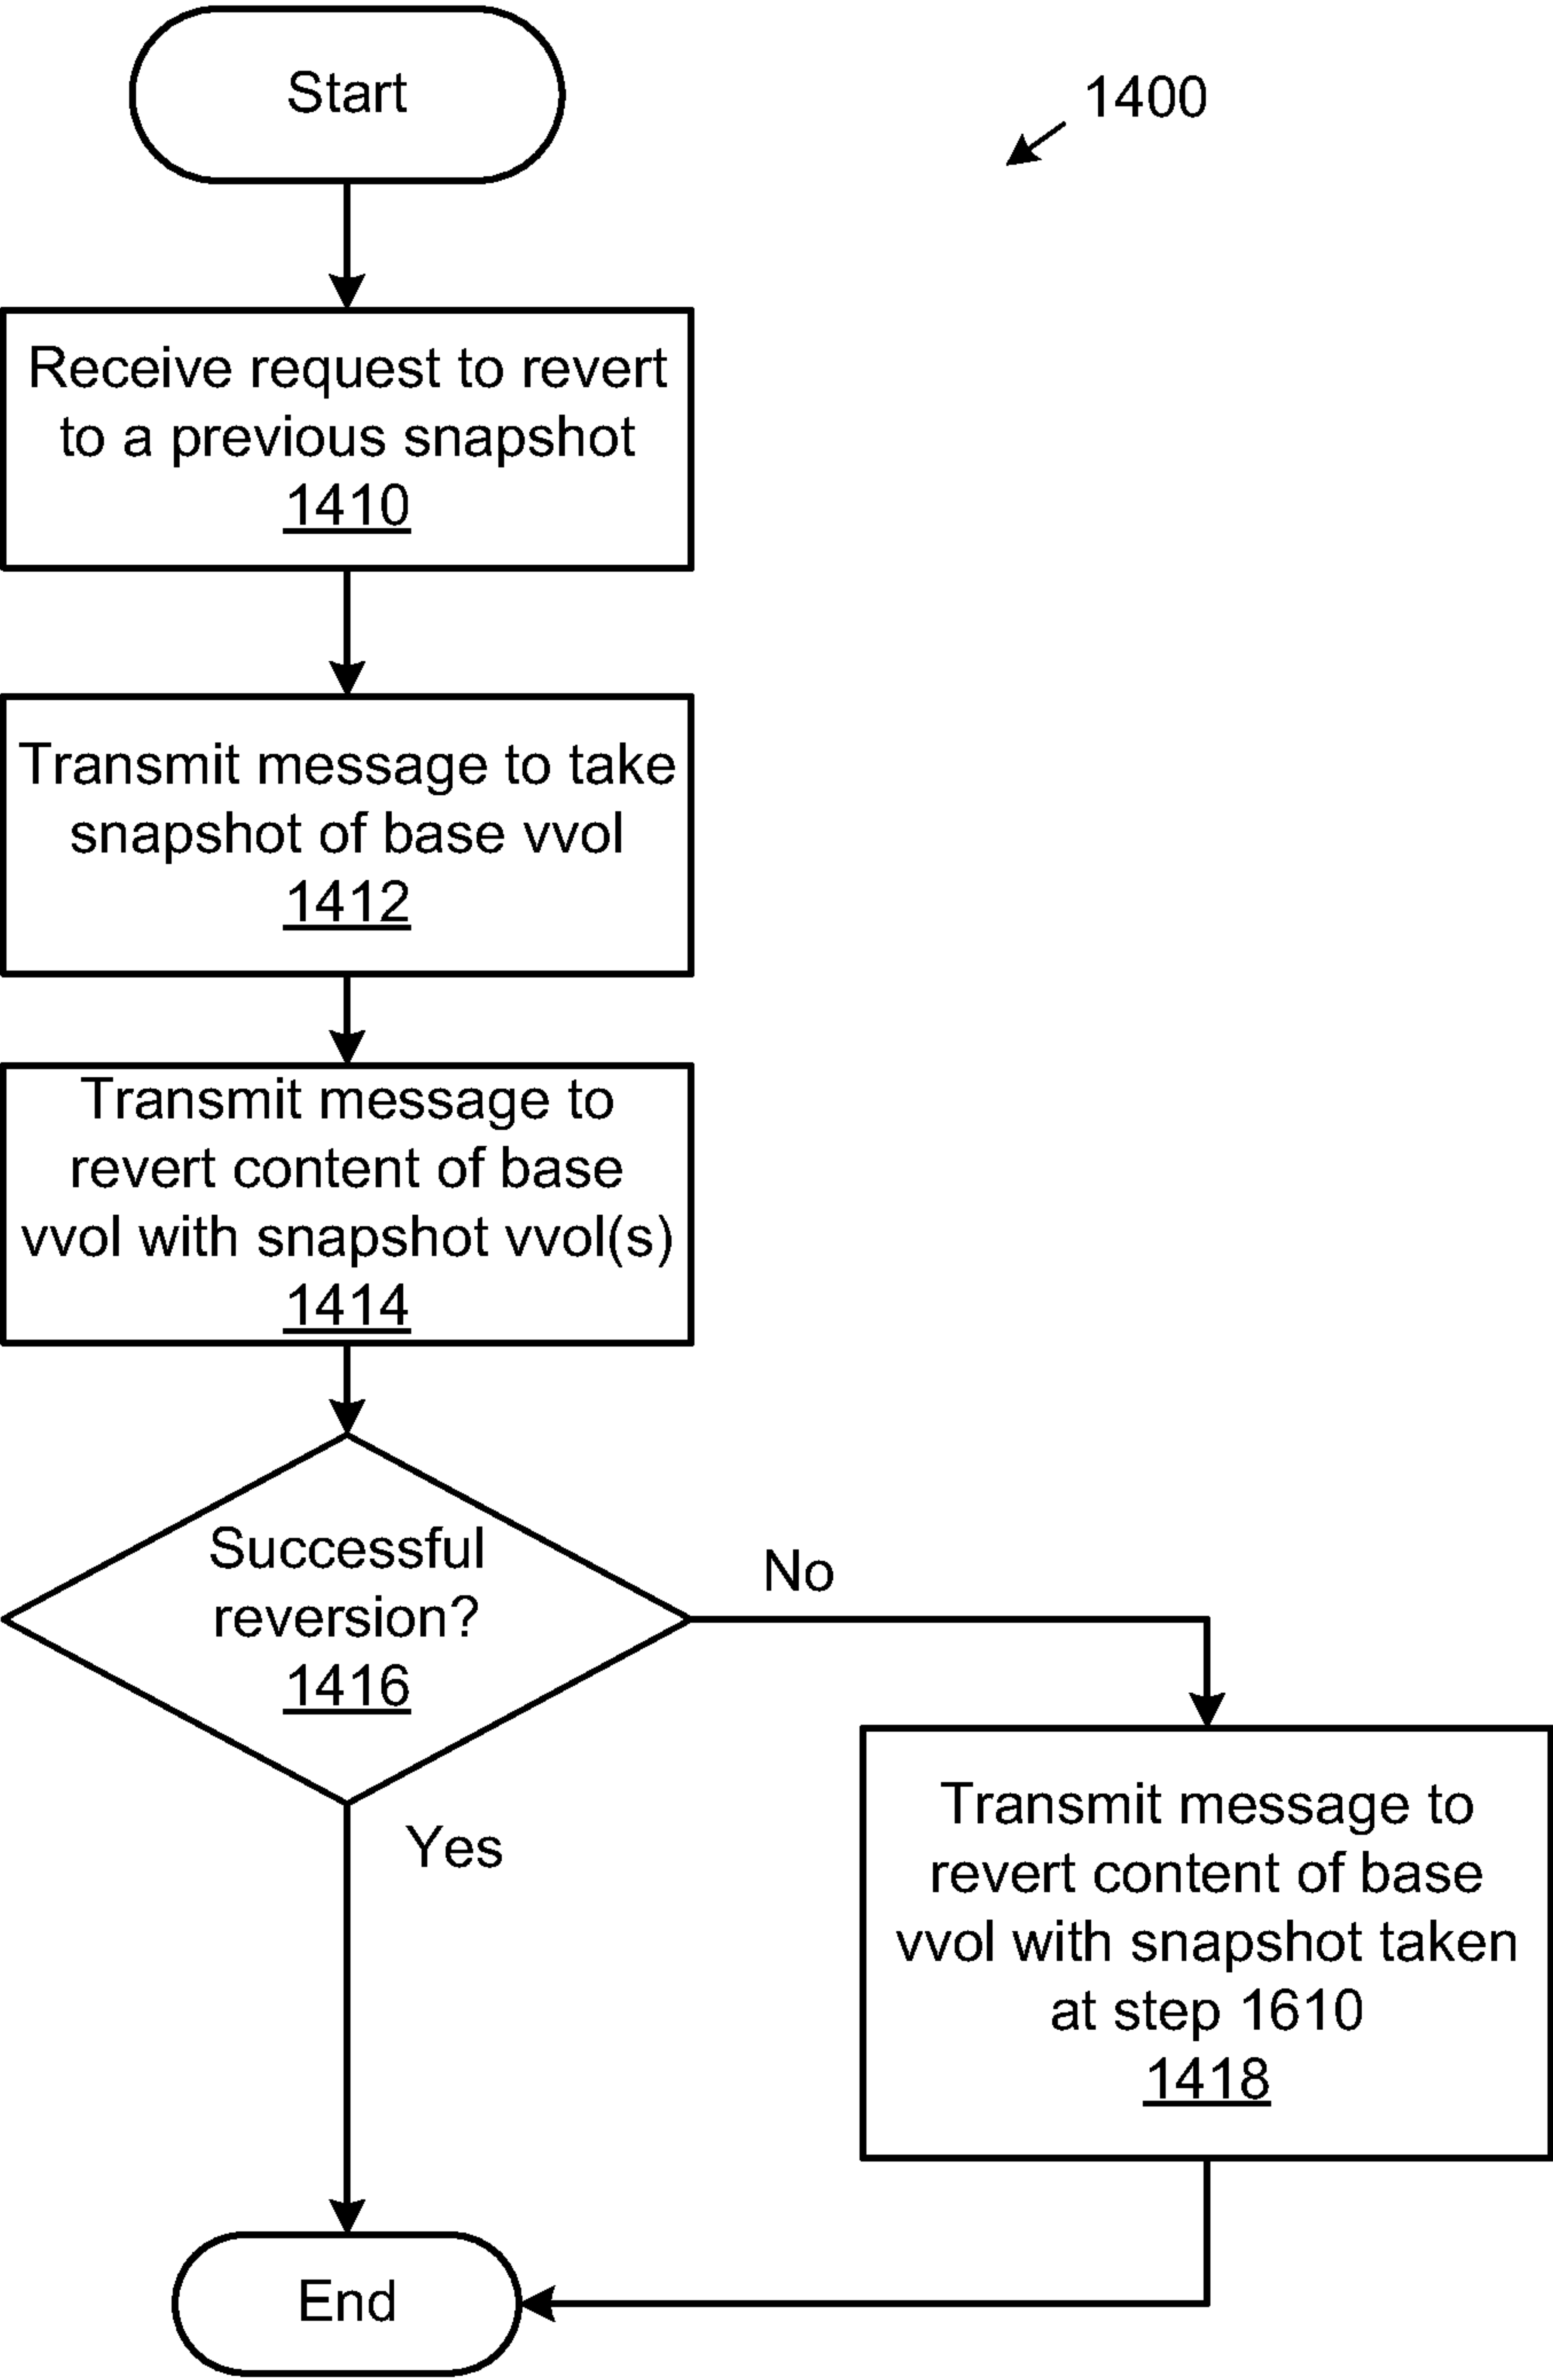 Start
1400
Receive request to revert
to a previous snapshot
1410
Transmit message to take
snapshot of base vvol
1412
Transmit message to
revert content of base
vvol with snapshot vvol(s)
1414
Successful
reversion?
1416
No
Yes
Transmit message to
revert content of base
vvol with snapshot taken
at step 1610
1418
End